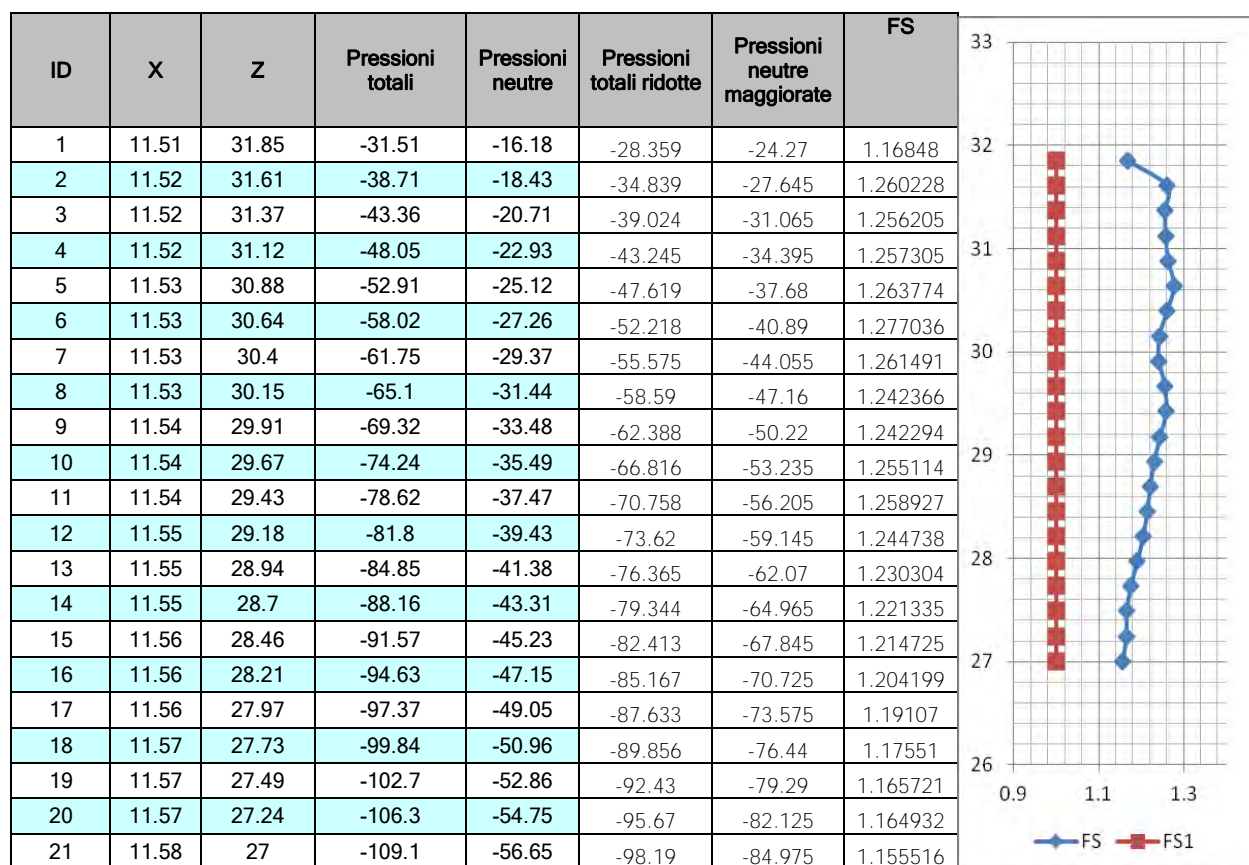 ID X Z Pressioni totali Pressioni neutre Pressioni totali ridotte Pressioni neutre maggiorate FS
1 11.51 31.85 -31.51 -16.18 -28.359 -24.27 1.16848
2 11.52 31.61 -38.71 -18.43 -34.839 -27.645 1.260228
3 11.52 31.37 -43.36 -20.71 -39.024 -31.065 1.256205
4 11.52 31.12 -48.05 -22.93 -43.245 -34.395 1.257305
5 11.53 30.88 -52.91 -25.12 -47.619 -37.68 1.263774
6 11.53 30.64 -58.02 -27.26 -52.218 -40.89 1.277036
7 11.53 30.4 -61.75 -29.37 -55.575 -44.055 1.261491
8 11.53 30.15 -65.1 -31.44 -58.59 -47.16 1.242366
9 11.54 29.91 -69.32 -33.48 -62.388 -50.22 1.242294
10 11.54 29.67 -74.24 -35.49 -66.816 -53.235 1.255114
11 11.54 29.43 -78.62 -37.47 -70.758 -56.205 1.258927
12 11.55 29.18 -81.8 -39.43 -73.62 -59.145 1.244738
13 11.55 28.94 -84.85 -41.38 -76.365 -62.07 1.230304
14 11.55 28.7 -88.16 -43.31 -79.344 -64.965 1.221335
15 11.56 28.46 -91.57 -45.23 -82.413 -67.845 1.214725
16 11.56 28.21 -94.63 -47.15 -85.167 -70.725 1.204199
17 11.56 27.97 -97.37 -49.05 -87.633 -73.575 1.19107
18 11.57 27.73 -99.84 -50.96 -89.856 -76.44 1.17551
19 11.57 27.49 -102.7 -52.86 -92.43 -79.29 1.165721
20 11.57 27.24 -106.3 -54.75 -95.67 -82.125 1.164932
21 11.58 27 -109.1 -56.65 -98.19 -84.975 1.155516
33
32
31
30
29
28
27
26
0.9 1.1 1.3
FS FS1